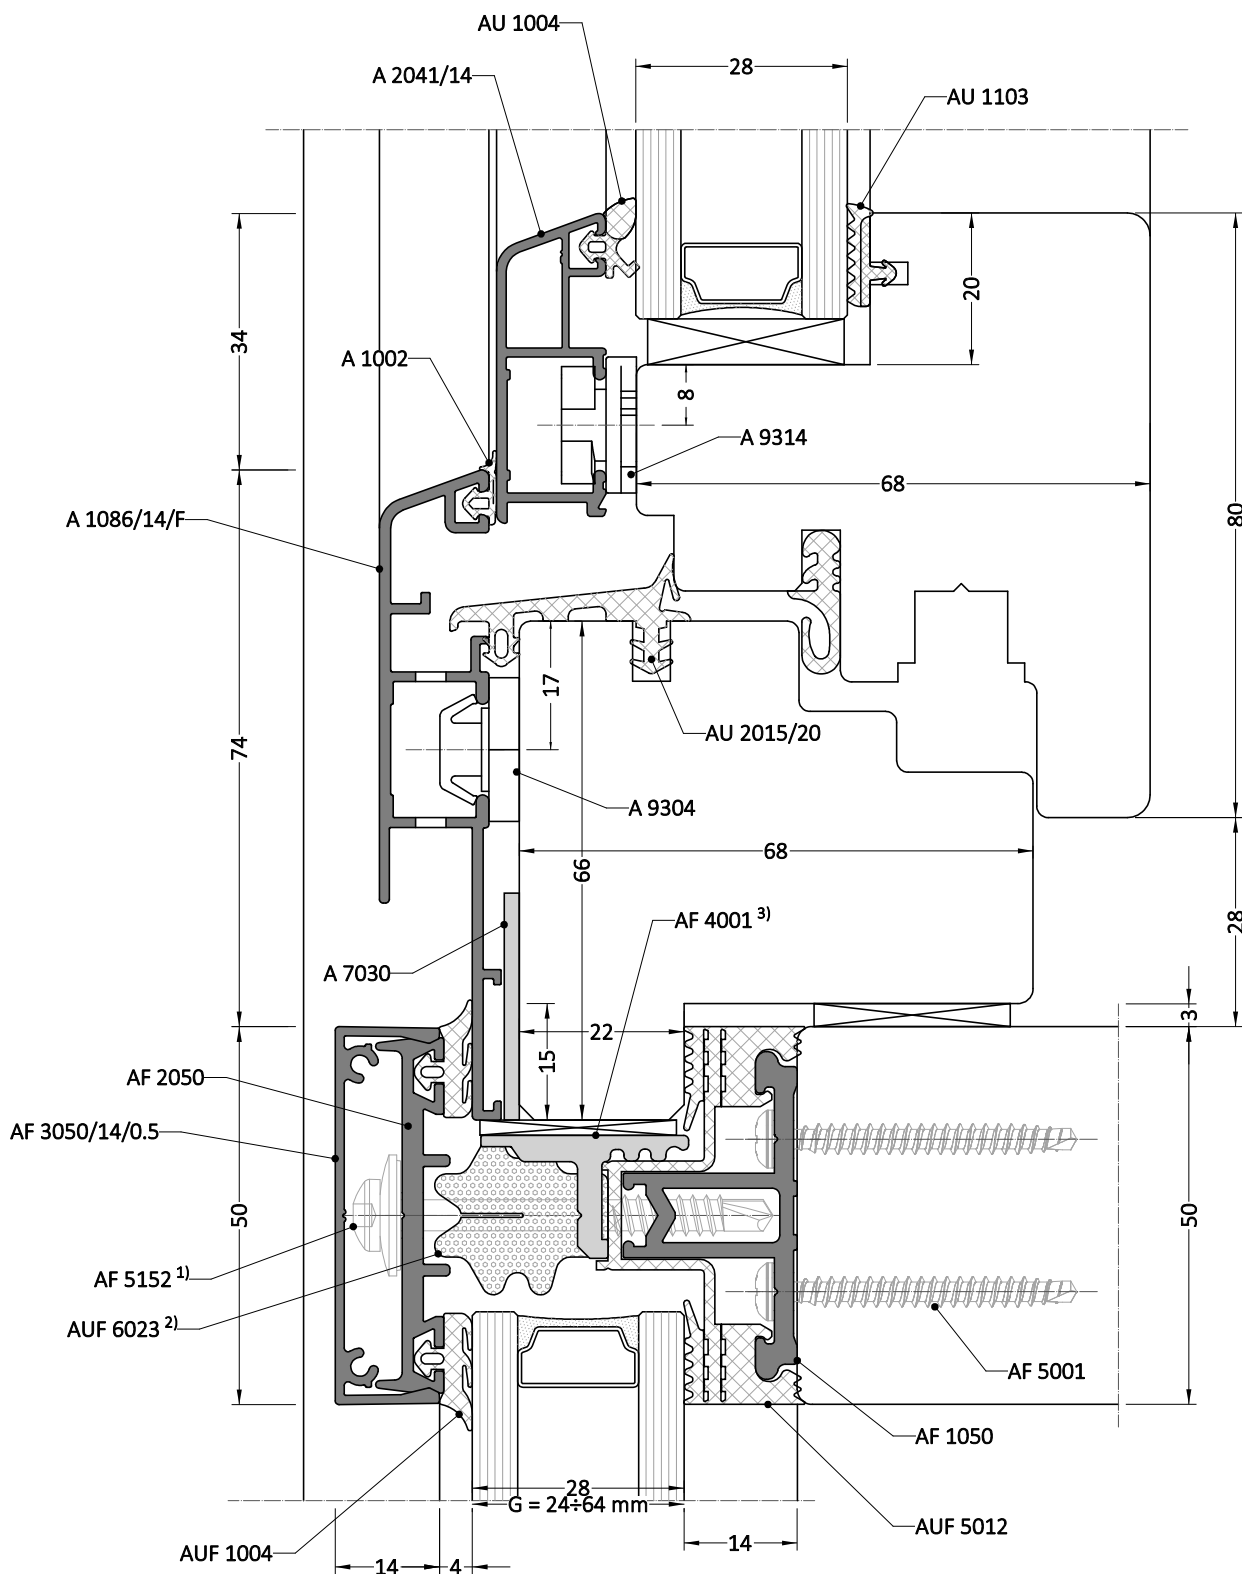 AU 1004
A 2041/14
28
AU 1103
34
20
A 1002
8
A 9314
68
A 1086/14/F
80
17
74
AU 2015/20
A 9304
68
66
AF 4001 3)
28
A 7030
3
22
15
AF 2050
AF 3050/14/0.5
50
50
AF 5152 1)
AUF 6023 2)
AF 5001
AF 1050
28
G = 24÷64 mm
AUF 5012
14
AUF 1004
14
4